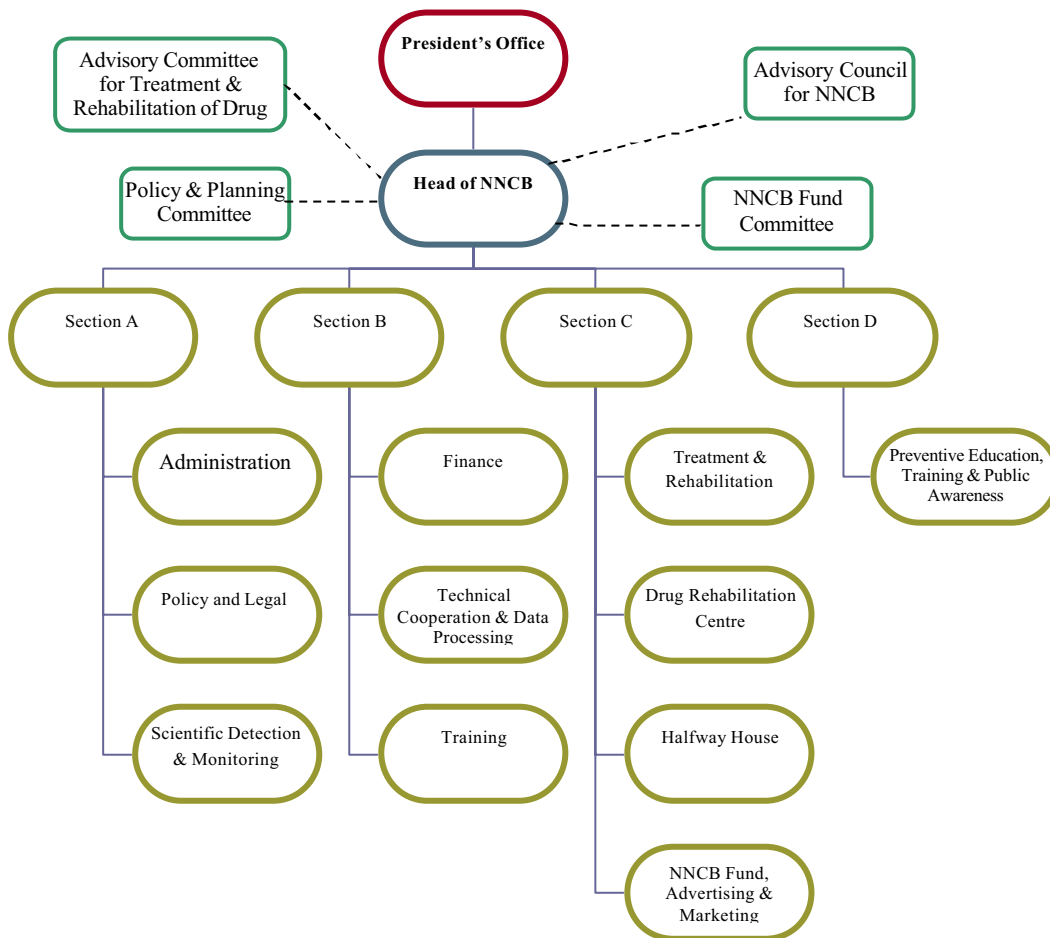 President's Office
Advisory Committee
for Treatment &
Rehabilitation of Drug
Advisory Council
for NNCB
Head of NNCB
Policy & Planning
Committee
NNCB Fund
Committee
Section A
Section B
Section C
Section D
Administration
Finance
Treatment &
Rehabilitation
Preventive Education,
Training & Public
Awareness
Policy and Legal
Technical
Cooperation & Data
Processing
Drug Rehabilitation
Centre
Scientific Detection
& Monitoring
Training
Halfway House
NNCB Fund,
Advertising &
Marketing